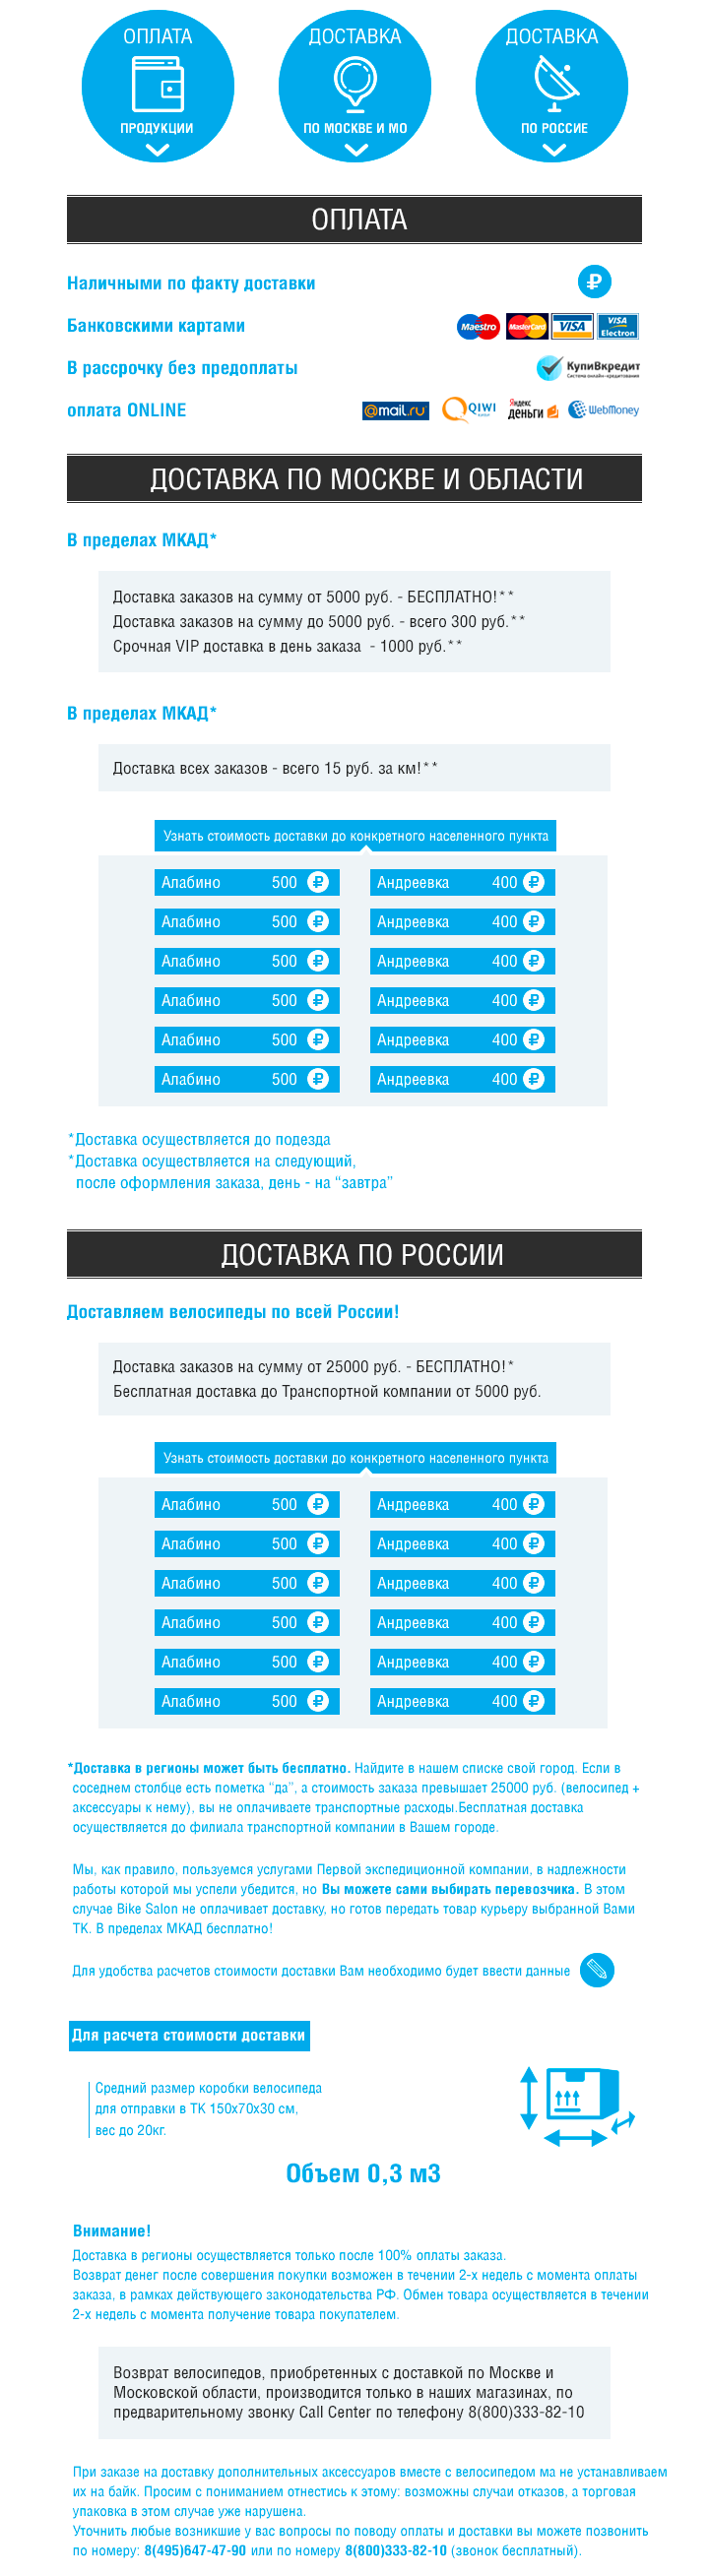 ОПЛАТА
ПРОДУКЦИИ
ДОСТАВКА
ПО МОСКВЕ И МО
ДОСТАВКА
ПО РОССИЕ
ОПЛАТА
Наличными по факту доставки
Банковскими картами
Maestro MasterCard VISA VISA Electron
В рассрочку без предоплаты
КупиВкредит
Система онлайн-кредитования
оплата ONLINE
@mail.ru QIWI Яндекс Деньги WebMoney
ДОСТАВКА ПО МОСКВЕ И ОБЛАСТИ
В пределах МКАД*
Доставка заказов на сумму от 5000 руб. - БЕСПЛАТНО!**
Доставка заказов на сумму до 5000 руб. - всего 300 руб.**
Срочная VIP доставка в день заказа - 1000 руб.**
В пределах МКАД*
Доставка всех заказов - всего 15 руб. за км!**
Узнать стоимость доставки до конкретного населенного пункта
Алабино 500 ₽ Андреевка 400 ₽
Алабино 500 ₽ Андреевка 400 ₽
Алабино 500 ₽ Андреевка 400 ₽
Алабино 500 ₽ Андреевка 400 ₽
Алабино 500 ₽ Андреевка 400 ₽
Алабино 500 ₽ Андреевка 400 ₽
*Доставка осуществляется до подезда
*Доставка осуществляется на следующий,
после оформления заказа, день - на “завтра”
ДОСТАВКА ПО РОССИИ
Доставляем велосипеды по всей России!
Доставка заказов на сумму от 25000 руб. - БЕСПЛАТНО!*
Бесплатная доставка до Транспортной компании от 5000 руб.
Узнать стоимость доставки до конкретного населенного пункта
Алабино 500 ₽ Андреевка 400 ₽
Алабино 500 ₽ Андреевка 400 ₽
Алабино 500 ₽ Андреевка 400 ₽
Алабино 500 ₽ Андреевка 400 ₽
Алабино 500 ₽ Андреевка 400 ₽
Алабино 500 ₽ Андреевка 400 ₽
*Доставка в регионы может быть бесплатно. Найдите в нашем списке свой город. Если в
соседнем столбце есть пометка “да”, а стоимость заказа превышает 25000 руб. (велосипед +
аксессуары к нему), вы не оплачиваете транспортные расходы.Бесплатная доставка
осуществляется до филиала транспортной компании в Вашем городе.
Мы, как правило, пользуемся услугами Первой экспедиционной компании, в надлежности
работы которой мы успели убедится, но Вы можете сами выбирать перевозчика. В этом
случае Bike Salon не оплачивает доставку, но готов передать товар курьеру выбранной Вами
ТК. В пределах МКАД бесплатно!
Для удобства расчетов стоимости доставки Вам необходимо будет ввести данные
Для расчета стоимости доставки
Средний размер коробки велосипеда
для отправки в ТК 150х70х30 см,
вес до 20кг.
Объем 0,3 м3
Внимание!
Доставка в регионы осуществляется только после 100% оплаты заказа.
Возврат денег после совершения покупки возможен в течении 2-х недель с момента оплаты
заказа, в рамках действующего законодательства РФ. Обмен товара осуществляется в течении
2-х недель с момента получение товара покупателем.
Возврат велосипедов, приобретенных с доставкой по Москве и
Московской области, производится только в наших магазинах, по
предварительному звонку Call Center по телефону 8(800)333-82-10
При заказе на доставку дополнительных аксессуаров вместе с велосипедом ма не устанавливаем
их на байк. Просим с пониманием отнестись к этому: возможны случаи отказов, а торговая
упаковка в этом случае уже нарушена.
Уточнить любые возникшие у вас вопросы по поводу оплаты и доставки вы можете позвонить
по номеру: 8(495)647-47-90 или по номеру 8(800)333-82-10 (звонок бесплатный).